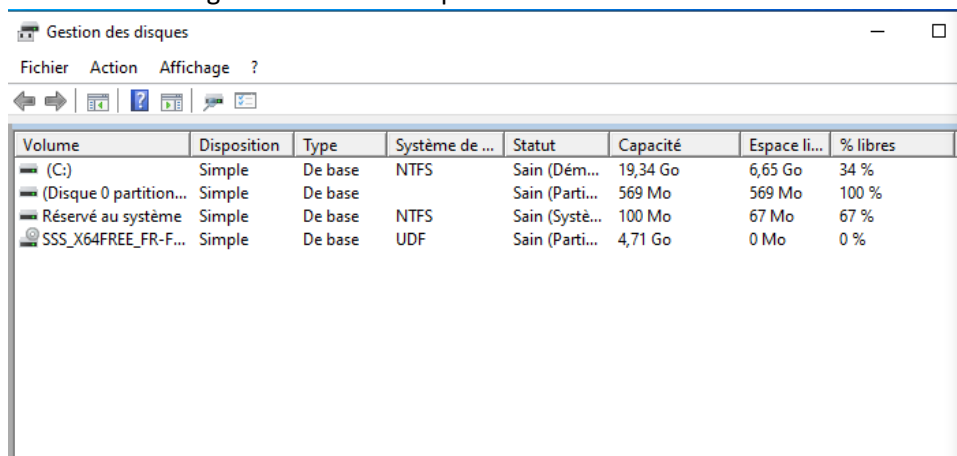 Gestion des disques
Fichier Action Affichage ?
Volume Disposition Type Système de ... Statut Capacité Espace li... % libres
(C:) Simple De base NTFS Sain (Dém... 19,34 Go 6,65 Go 34 %
(Disque 0 partition... Simple De base Sain (Parti... 569 Mo 569 Mo 100 %
Réservé au système Simple De base NTFS Sain (Systè... 100 Mo 67 Mo 67 %
SSS_X64FREE_FR-F... Simple De base UDF Sain (Parti... 4,71 Go 0 Mo 0 %